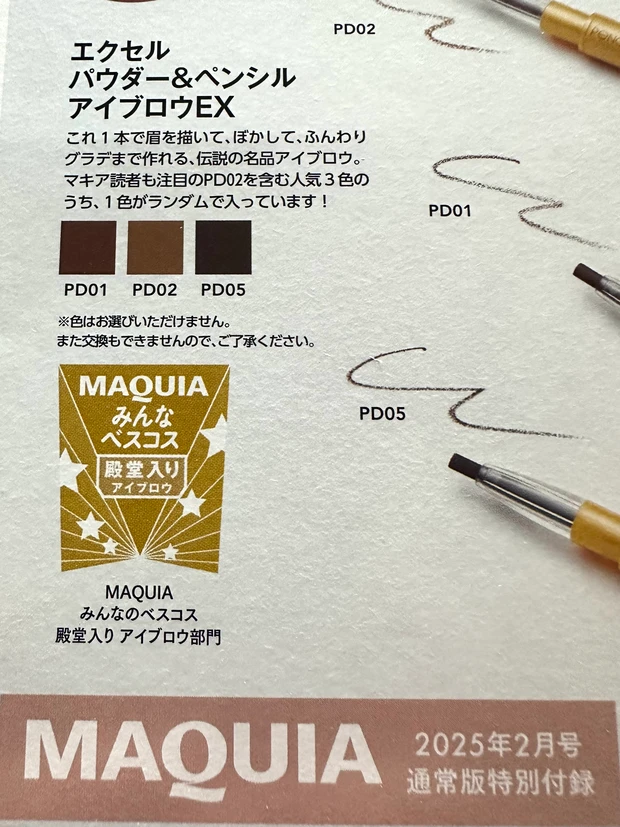 PD02
エクセル
パウダー&ペンシル
アイブロウEX
これ1本で眉を描いて、ぼかして、ふんわり
グラデまで作れる、伝説の名品アイブロウ。
マキア読者も注目のPD02を含む人気3色の
うち、1色がランダムで入っています!
PD01 PD02 PD05
※色はお選びいただけません。
また交換もできませんので、ご了承ください。
PD01
PD05
MAQUIA
みんな
ベスコス
殿堂入り
アイブロウ
MAQUIA
みんなのベスコス
殿堂入り アイブロウ部門
MAQUIA
2025年2月号
通常版特別付録